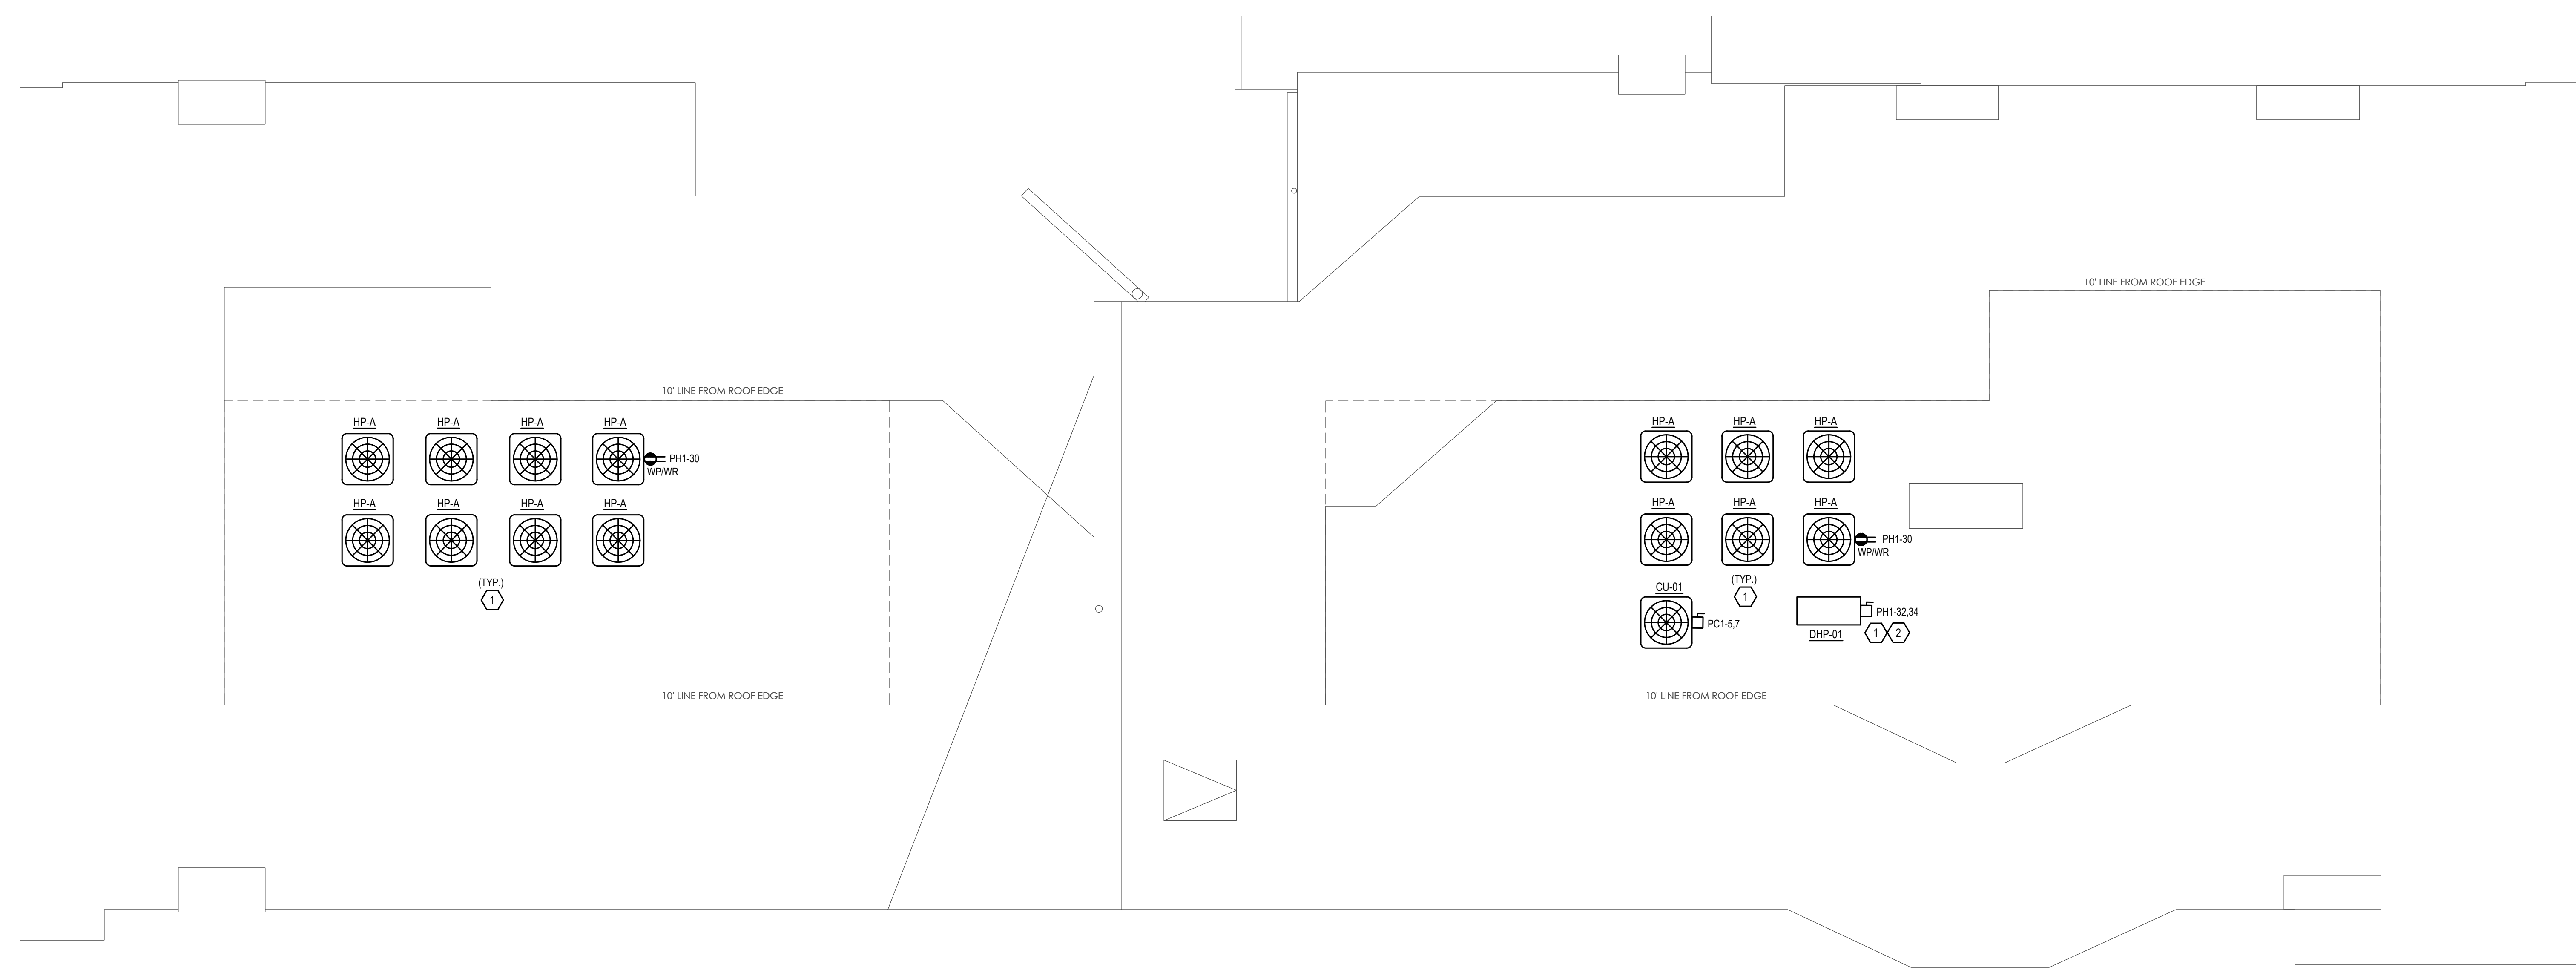 10' LINE FROM ROOF EDGE
10' LINE FROM ROOF EDGE
HP-A HP-A HP-A HP-A
PH1-30
WP/WR
HP-A HP-A HP-A HP-A
(TYP.)
1
10' LINE FROM ROOF EDGE
HP-A HP-A HP-A
HP-A HP-A HP-A
PH1-30
WP/WR
(TYP.)
1
CU-01
PC1-5,7
PH1-32,34
DHP-01
1 2
10' LINE FROM ROOF EDGE